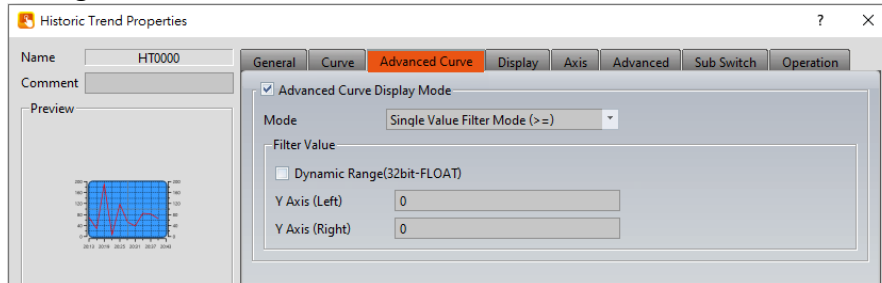 Historic Trend Properties ? ×
Name HT0000
Comment
Preview
General Curve Advanced Curve Display Axis Advanced Sub Switch Operation
Advanced Curve Display Mode
Mode Single Value Filter Mode (>=)
Filter Value
Dynamic Range(32bit-FLOAT)
Y Axis (Left) 0
Y Axis (Right) 0